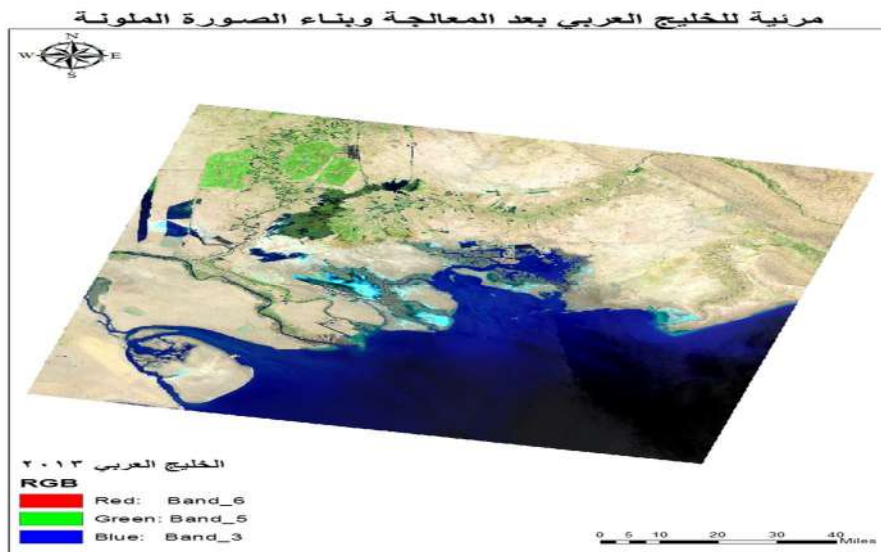 مرئية للخليج العربي بعد المعالجة وبناء الصورة الملونة
N
W E
S
الخليج العربي ٢٠١٣
RGB
Red: Band_6
Green: Band_5
Blue: Band_3
0 5 10 20 30 40
Miles